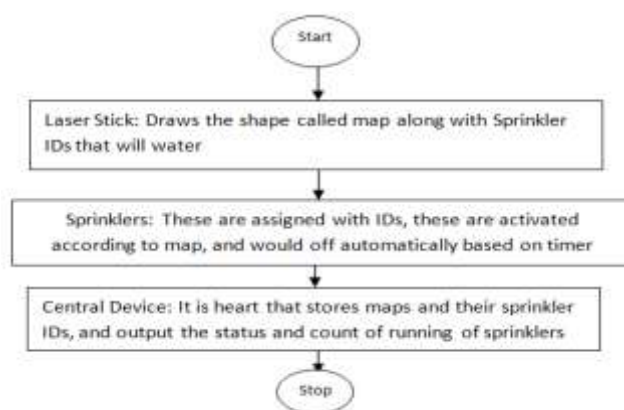 Start
Laser Stick: Draws the shape called map along with Sprinkler
IDs that will water
Sprinklers: These are assigned with IDs, these are activated
according to map, and would off automatically based on timer
Central Device: It is heart that stores maps and their sprinkler
IDs, and output the status and count of running of sprinklers
Stop